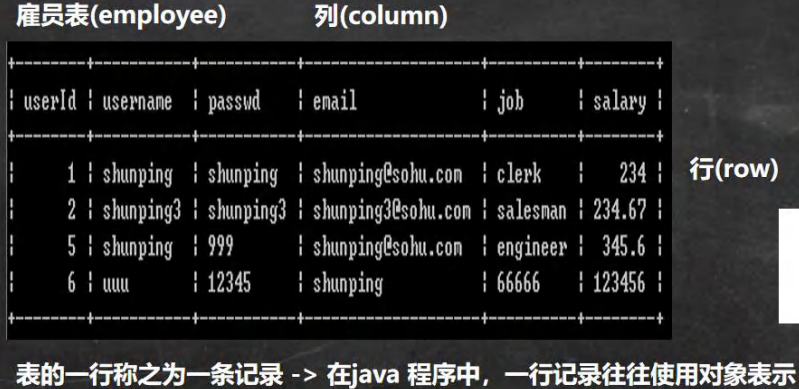 雇员表(employee) 列(column)
+--------+-----------+-----------+-------------------+----------+--------+
| userId | username | passwd | email | job | salary |
+--------+-----------+-----------+-------------------+----------+--------+
| 1 | shunping | shunping | shunping@sohu.com | clerk | 234 | 行(row)
| 2 | shunping3 | shunping3 | shunping3@sohu.com | salesman | 234.67 |
| 5 | shunping | 999 | shunping@sohu.com | engineer | 345.6 |
| 6 | uuu | 12345 | shunping | 66666 | 123456 |
+--------+-----------+-----------+-------------------+----------+--------+
表的一行称之为一条记录 -> 在java 程序中，一行记录往往使用对象表示